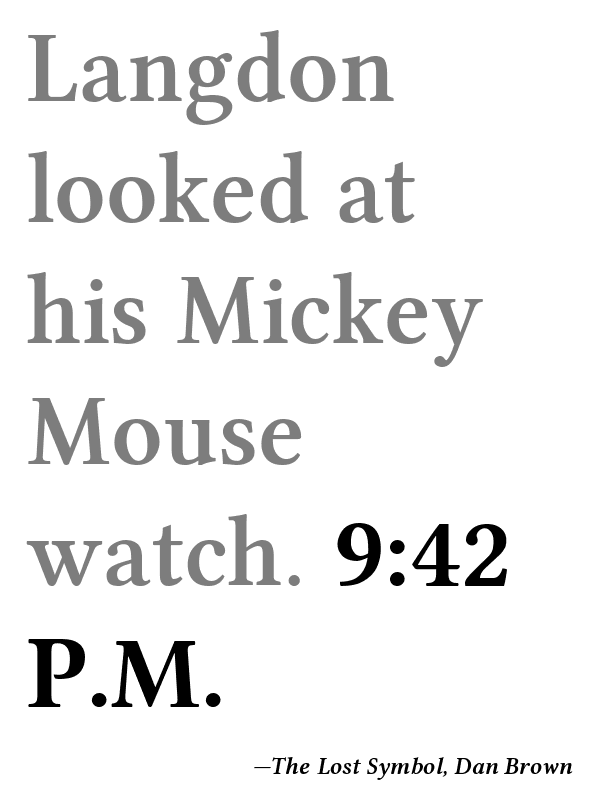 Langdon
looked at
his Mickey
Mouse
watch. 9:42
P.M.
—The Lost Symbol, Dan Brown